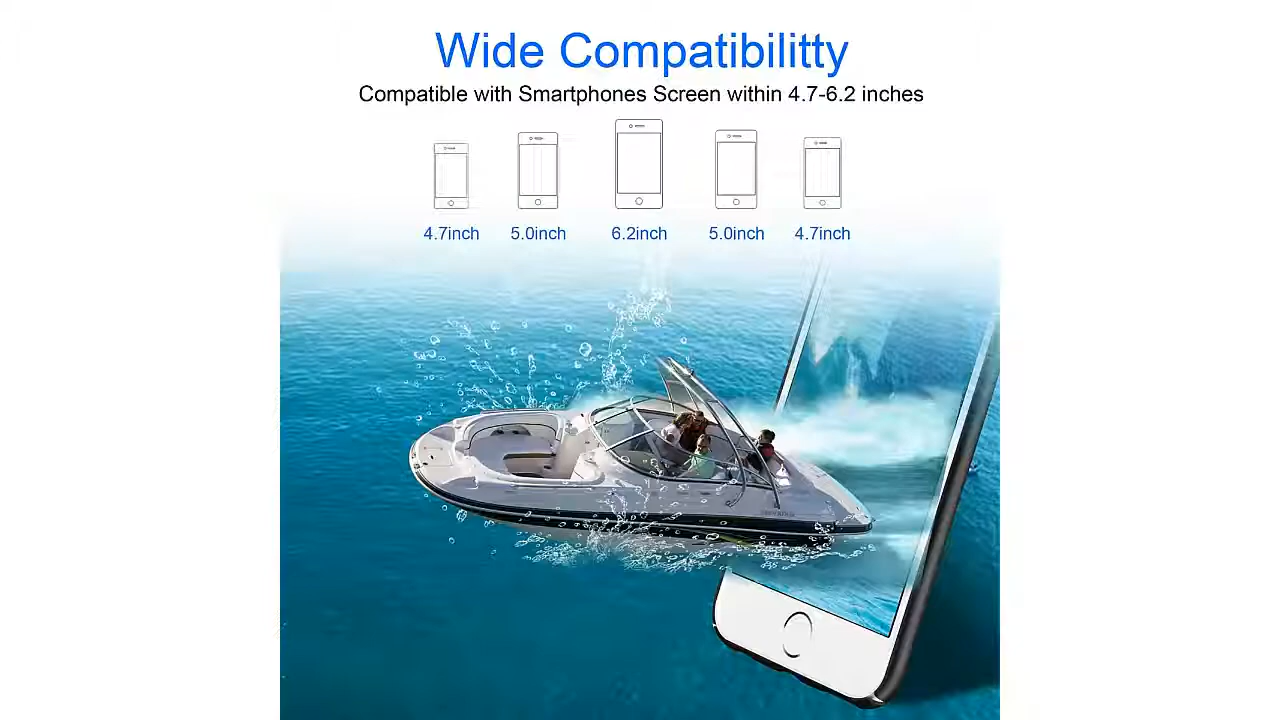 Wide Compatibilitty
Compatible with Smartphones Screen within 4.7-6.2 inches
4.7inch 5.0inch 6.2inch 5.0inch 4.7inch